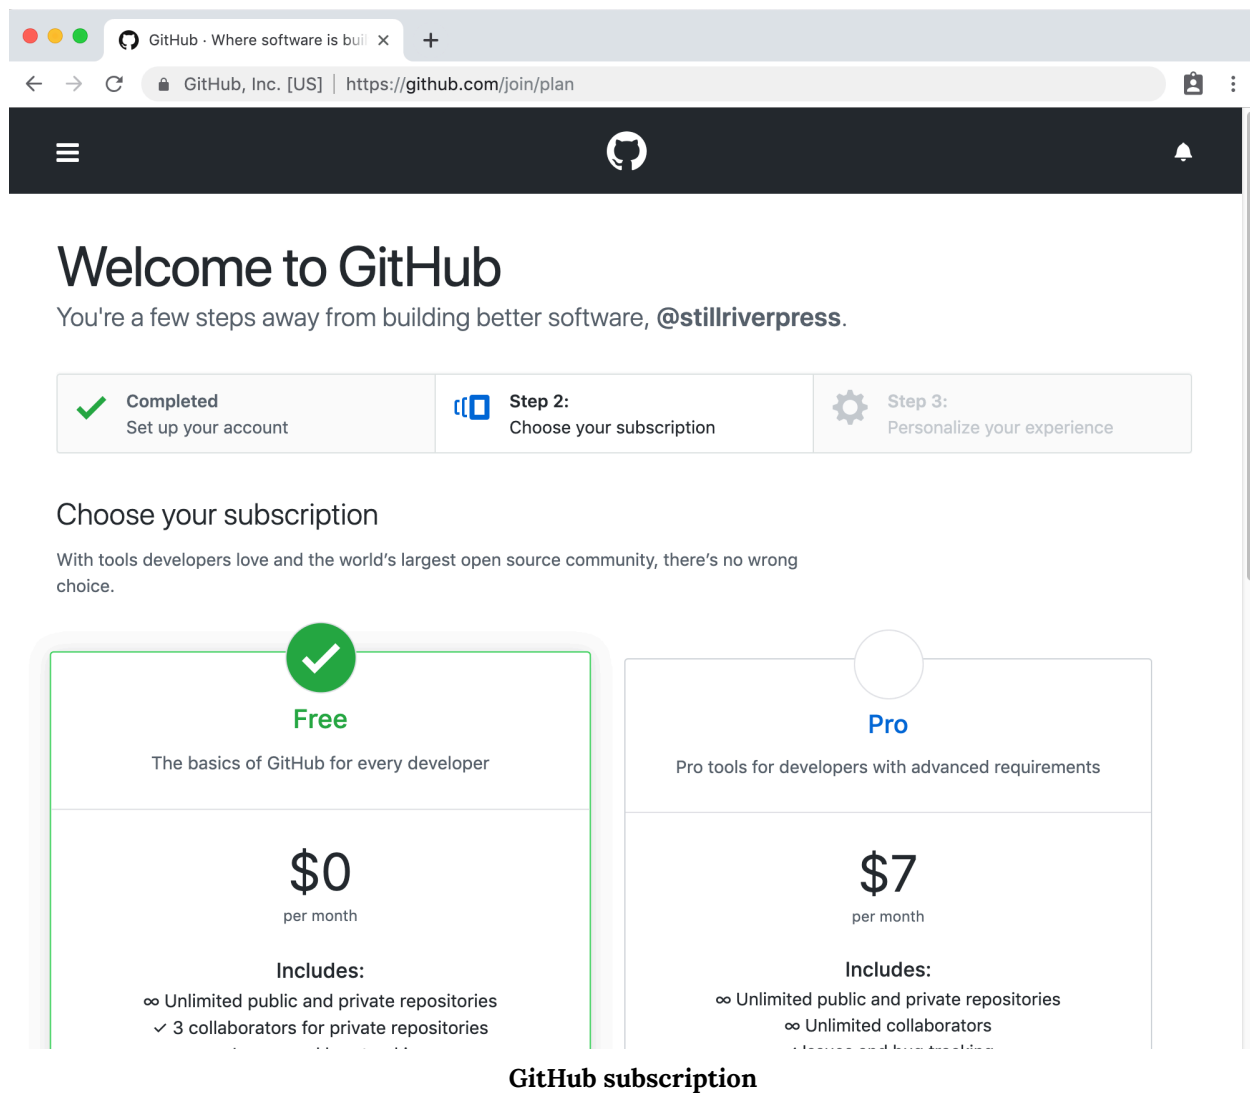 GitHub · Where software is buil
GitHub, Inc. [US] | https://github.com/join/plan
Welcome to GitHub
You're a few steps away from building better software, @stillriverpress.
Completed
Set up your account
Step 2:
Choose your subscription
Step 3:
Personalize your experience
Choose your subscription
With tools developers love and the world’s largest open source community, there’s no wrong
choice.
Free
The basics of GitHub for every developer
$0
per month
Includes:
∞ Unlimited public and private repositories
✓ 3 collaborators for private repositories
Pro
Pro tools for developers with advanced requirements
$7
per month
Includes:
∞ Unlimited public and private repositories
∞ Unlimited collaborators
Issues and bug tracking
GitHub subscription